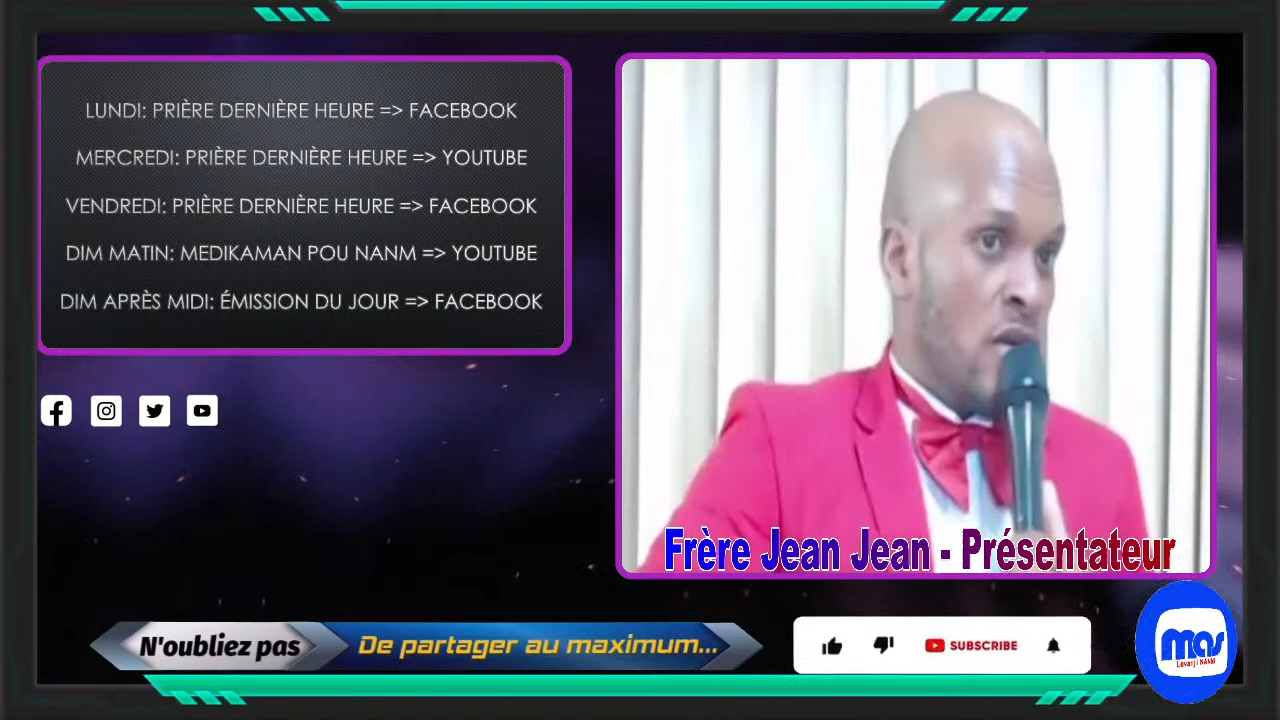 LUNDI: PRIÈRE DERNIÈRE HEURE => FACEBOOK
MERCREDI: PRIÈRE DERNIÈRE HEURE => YOUTUBE
VENDREDI: PRIÈRE DERNIÈRE HEURE => FACEBOOK
DIM MATIN: MEDIKAMAN POU NANM => YOUTUBE
DIM APRÈS MIDI: ÉMISSION DU JOUR => FACEBOOK
Frère Jean Jean - Présentateur
N'oubliez pas
De partager au maximum...
SUBSCRIBE
mas
Levanjil NANM